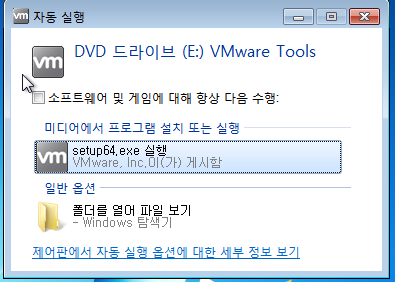 vm 자동 실행
vm DVD 드라이브 (E:) VMware Tools
소프트웨어 및 게임에 대해 항상 다음 수행:
미디어에서 프로그램 설치 또는 실행
vm setup64.exe 실행
VMware, Inc.이(가) 게시함
일반 옵션
폴더를 열어 파일 보기
- Windows 탐색기
제어판에서 자동 실행 옵션에 대한 세부 정보 보기